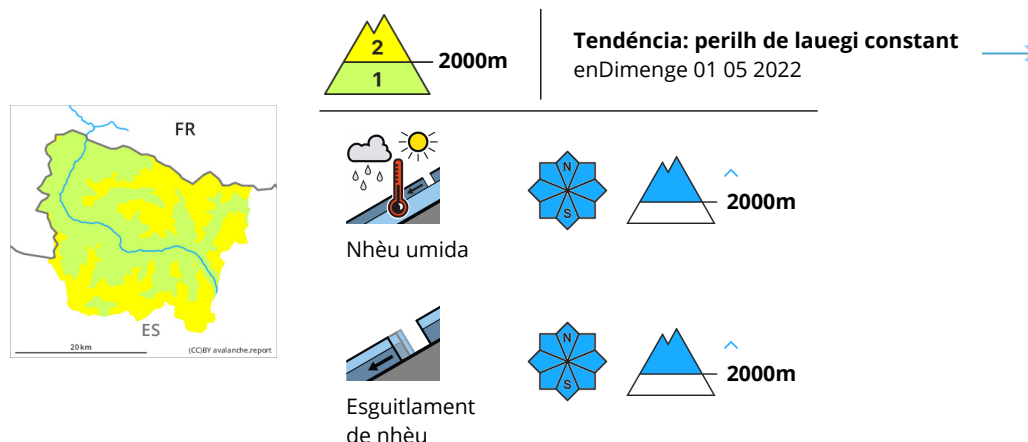 2
1
2000m
Tendéncia: perilh de lauegi constant
enDimenge 01 05 2022
FR
ES
20 km
(CC)BY avalanche.report
N
S
2000m
Nhèu umida
N
S
2000m
Esguitlament
de nhèu